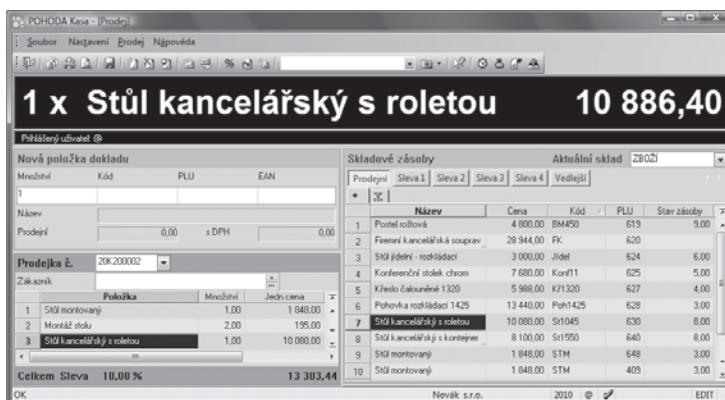 POHODA Kasa - [Prodej]
Soubor Nastavení Prodej Nápověda
1 x Stůl kancelářský s roletou 10 886,40
Přihlášený uživatel: @
Nová položka dokladu
Množství Kód PLU EAN
1
Název
Prodejní 0,00 s DPH 0,00
Prodejka č. 20K200002
Zákazník
Položka Množství Jedn.cena
1 Stůl montovaný 1,00 1 848,00
2 Montáž stolu 2,00 195,00
3 Stůl kancelářský s roletou 1,00 10 080,00
Celkem Sleva 10,00 % 13 303,44
Skladové zásoby Aktuální sklad ZBOŽÍ
Prodejní Sleva 1 Sleva 2 Sleva 3 Sleva 4 Vedlejší
Název Cena Kód PLU Stav zásoby
1 Postel roštová 4 800,00 BM450 619 9,00
2 Firemní kancelářská souprav 28 944,00 FK 620
3 Stůl jídelní - rozkládací 3 000,00 Jídel 624 6,00
4 Konferenční stolek chrom 7 680,00 Konf11 625 5,00
5 Křeslo čalouněné 1320 5 988,00 Kř1320 627 4,00
6 Pohovka rozkládací 1425 13 440,00 Poh1425 628 3,00
7 Stůl kancelářský s roletou 10 080,00 St1045 630 8,00
8 Stůl kancelářský s kontejner 8 100,00 St1550 640 8,00
9 Stůl montovaný 1 848,00 STM 648 3,00
10 Stůl montovaný 1 848,00 STM 409 3,00
OK Novák s.r.o. 2010 @ EDIT